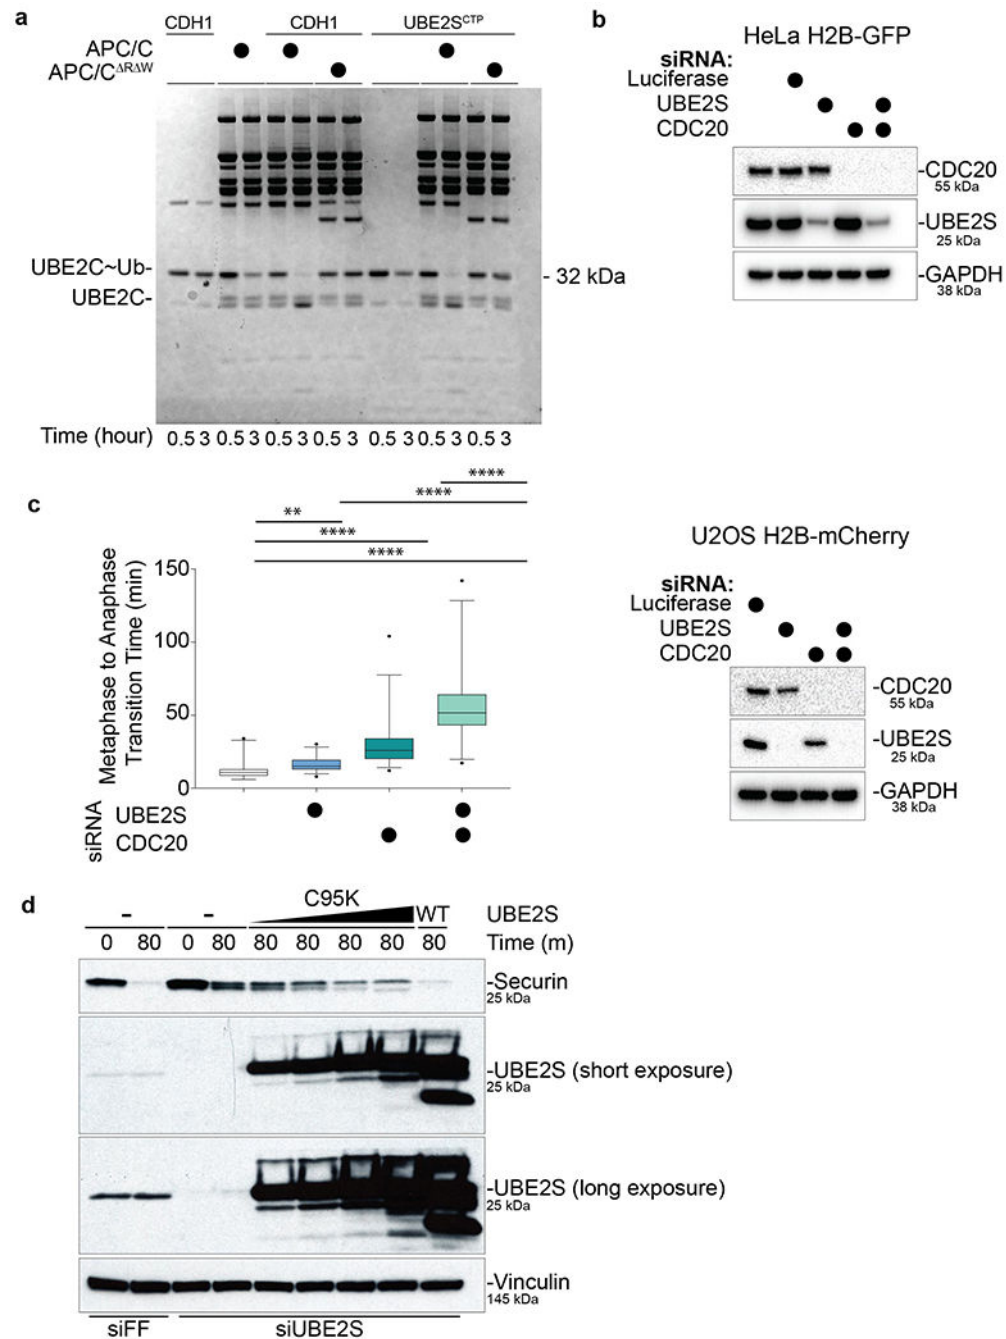 a
CDH1 CDH1 UBE2S^CTP
APC/C
APC/C^ΔRΔW
UBE2C~Ub-
- 32 kDa
UBE2C-
Time (hour) 0.5 3 0.5 3 0.5 3 0.5 3 0.5 3 0.5 3 0.5 3
b
HeLa H2B-GFP
siRNA:
Luciferase
UBE2S
CDC20
-CDC20
55 kDa
-UBE2S
25 kDa
-GAPDH
38 kDa
U2OS H2B-mCherry
siRNA:
Luciferase
UBE2S
CDC20
-CDC20
55 kDa
-UBE2S
25 kDa
-GAPDH
38 kDa
c
****
****
**
****
****
Metaphase to Anaphase
Transition Time (min)
150
100
50
0
siRNA
UBE2S
CDC20
d
- - C95K WT UBE2S
0 80 0 80 80 80 80 80 80 Time (m)
-Securin
25 kDa
-UBE2S (short exposure)
25 kDa
-UBE2S (long exposure)
25 kDa
-Vinculin
145 kDa
siFF siUBE2S